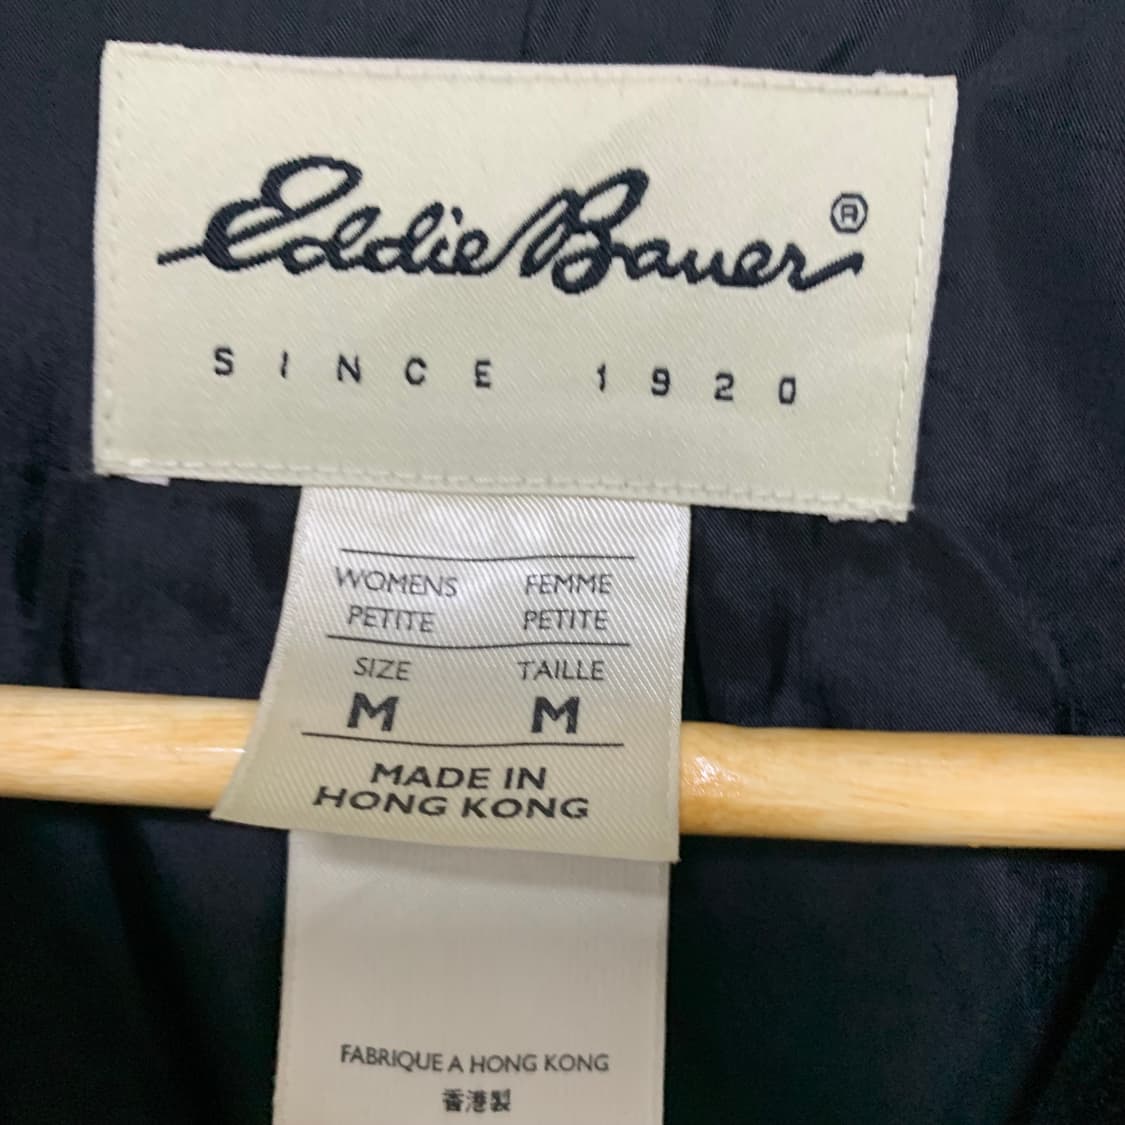 Eddie Bauer®
SINCE 1920
WOMENS FEMME
PETITE PETITE
SIZE TAILLE
M M
MADE IN
HONG KONG
FABRIQUE A HONG KONG
香港製